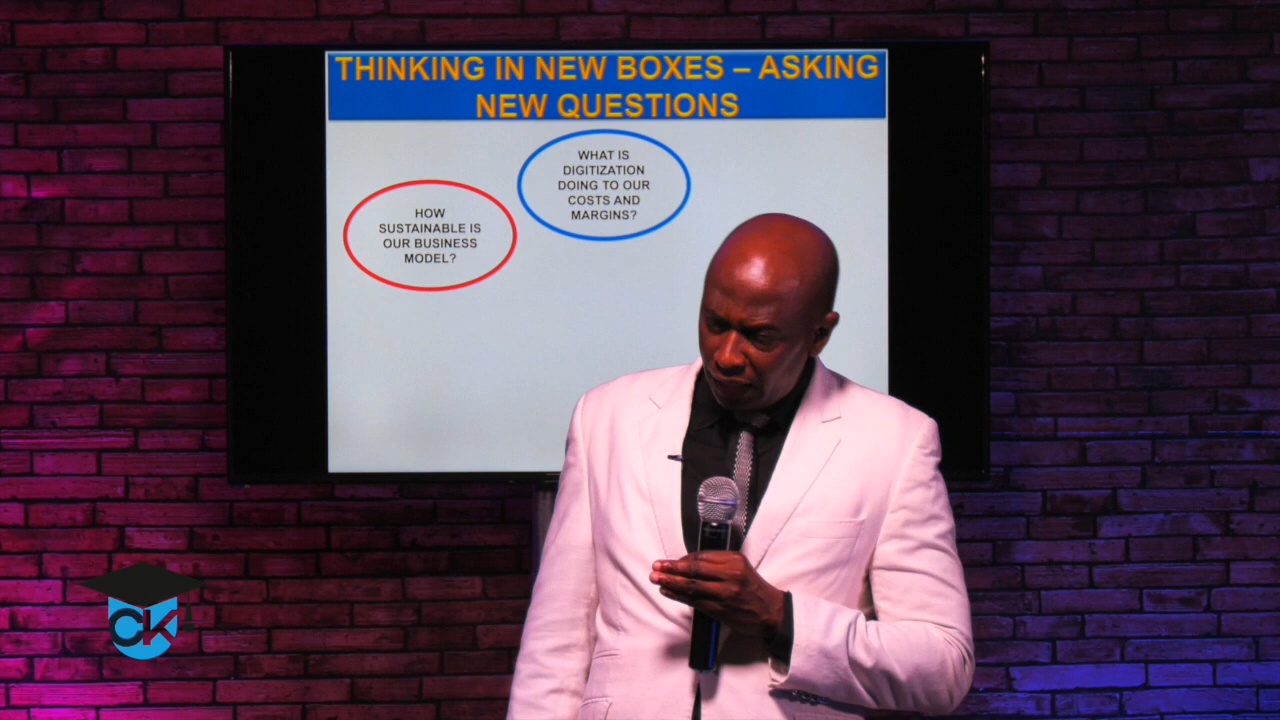 THINKING IN NEW BOXES – ASKING
NEW QUESTIONS
HOW
SUSTAINABLE IS
OUR BUSINESS
MODEL?
WHAT IS
DIGITIZATION
DOING TO OUR
COSTS AND
MARGINS?
CK